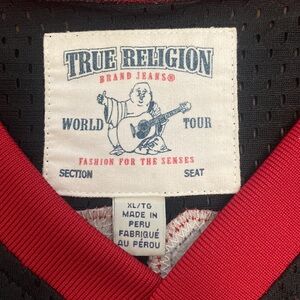 TRUE RELIGION
BRAND JEANS®
WORLD TOUR
FASHION FOR THE SENSES
SECTION SEAT
XL/TG
MADE IN
PERU
FABRIQUÉ
AU PÉROU